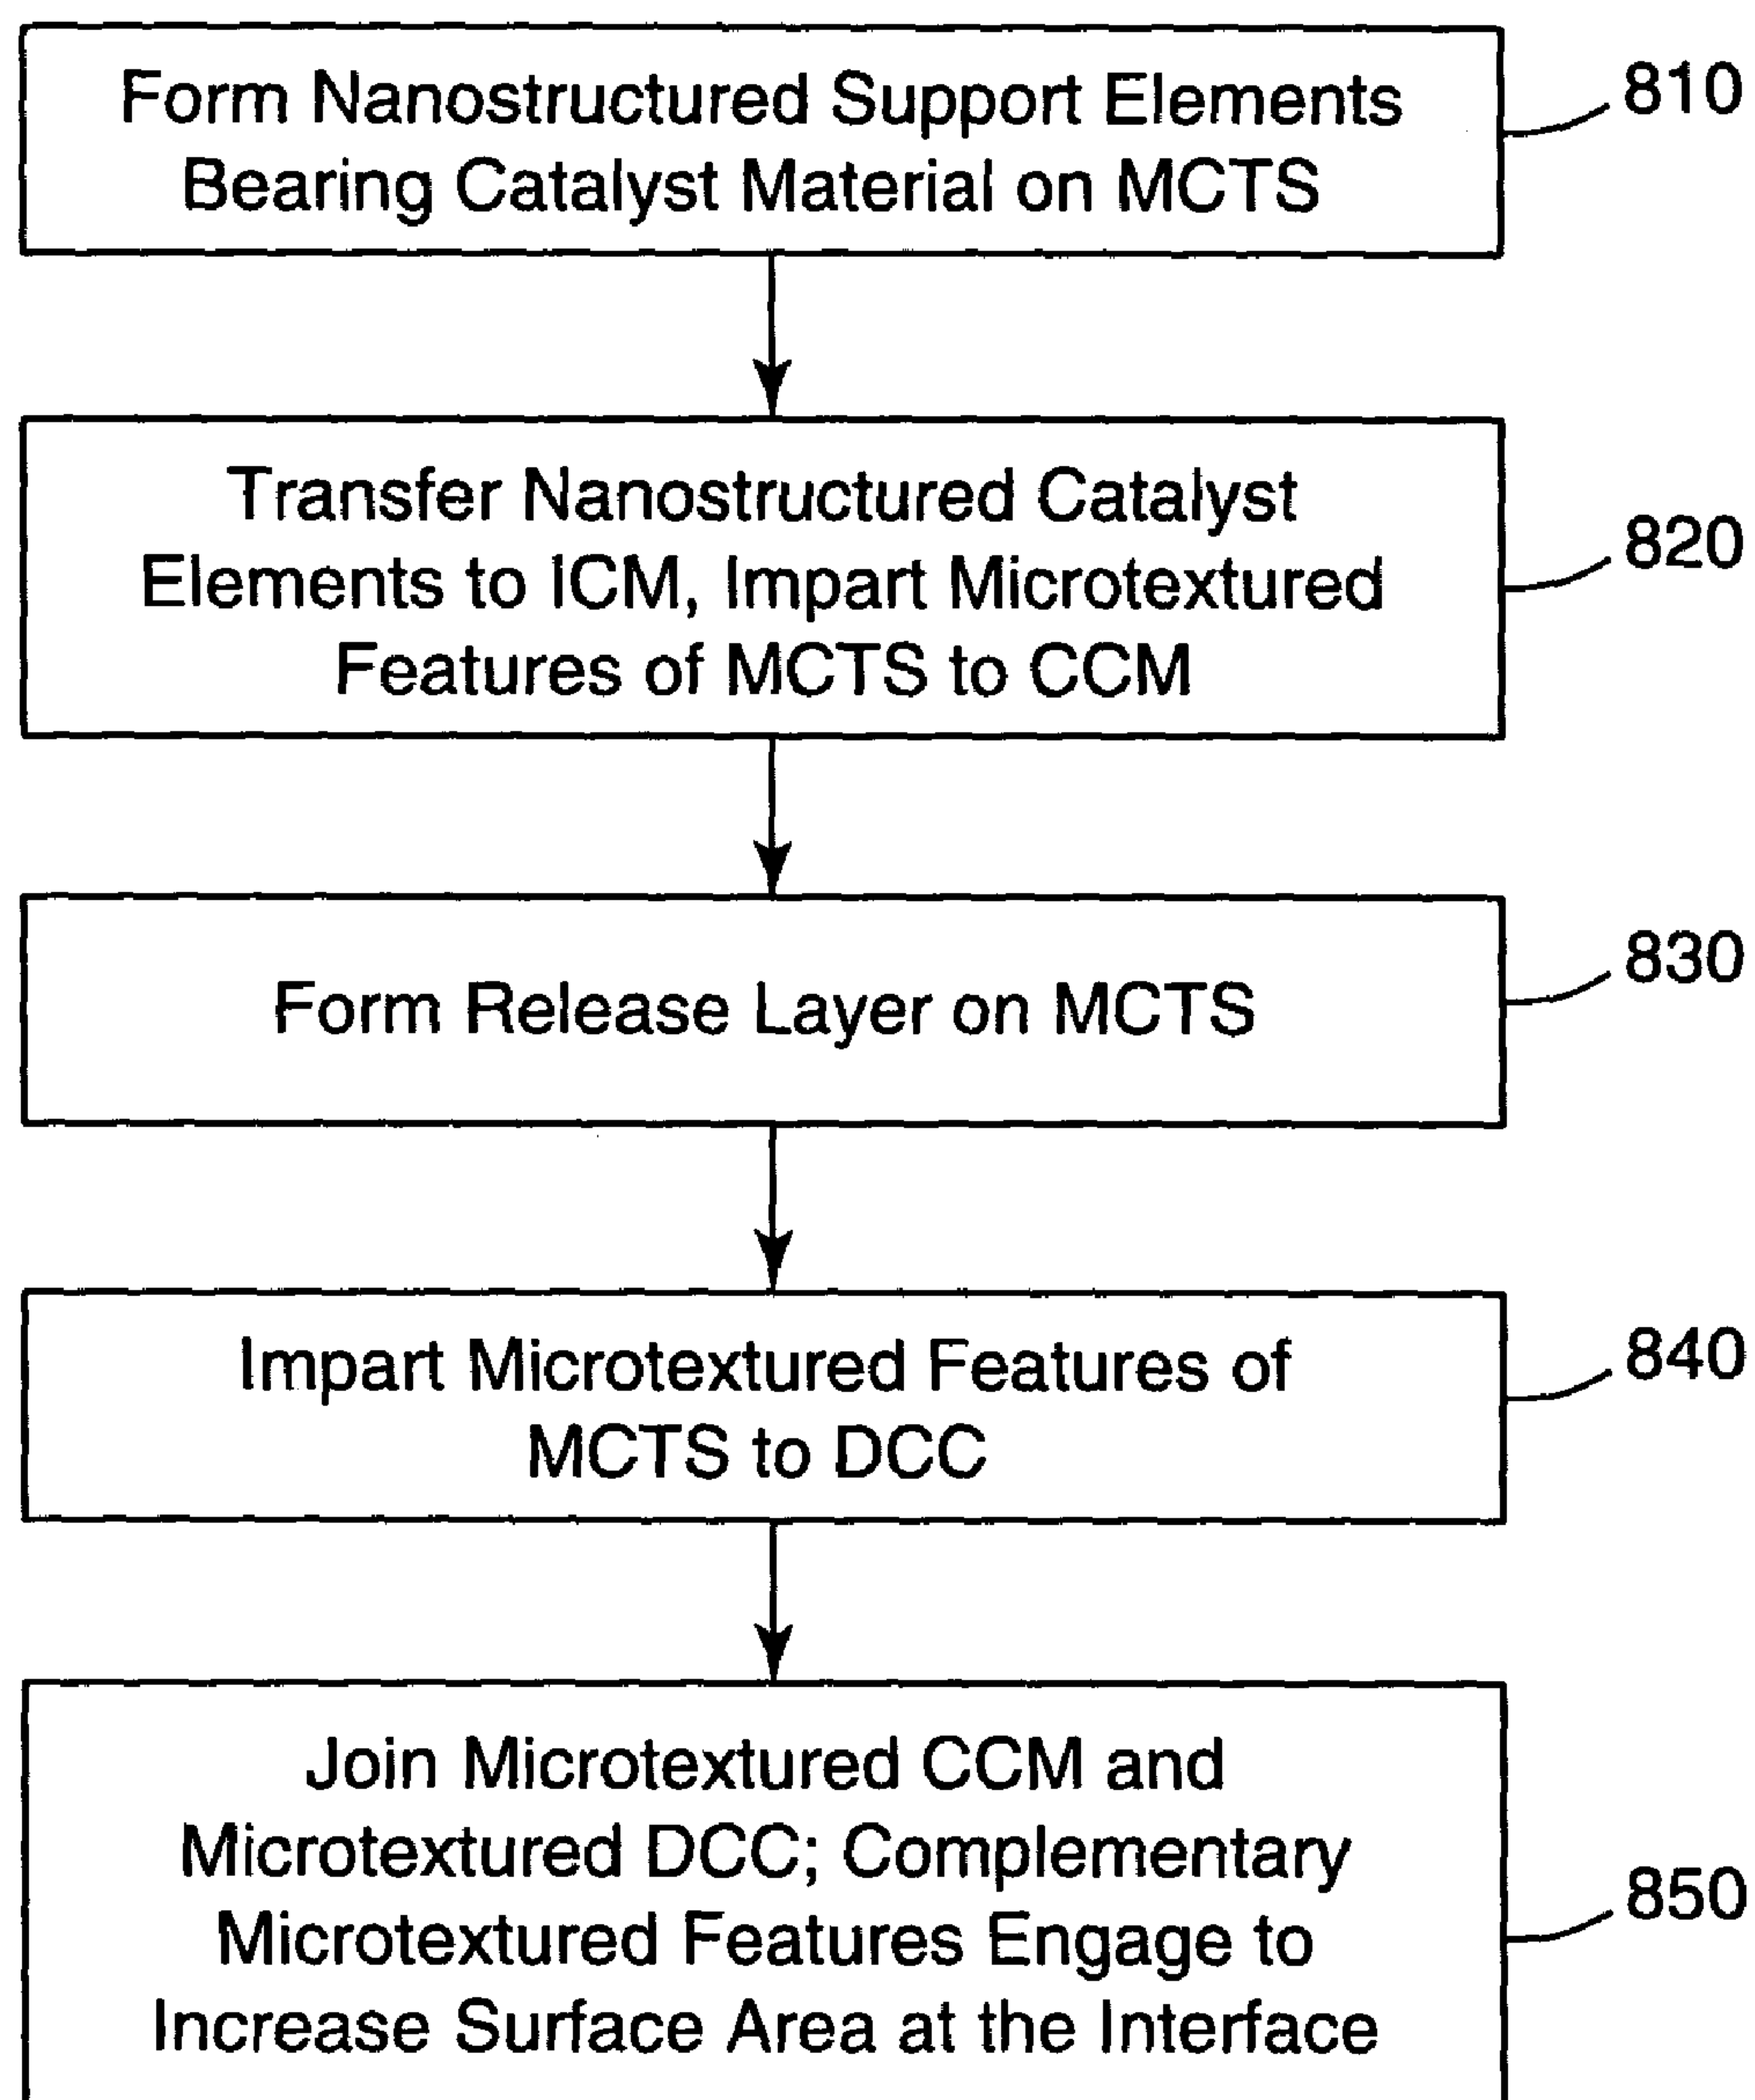 Form Nanostructured Support Elements
Bearing Catalyst Material on MCTS
810
Transfer Nanostructured Catalyst
Elements to ICM, Impart Microtextured
Features of MCTS to CCM
820
Form Release Layer on MCTS
830
Impart Microtextured Features of
MCTS to DCC
840
Join Microtextured CCM and
Microtextured DCC; Complementary
Microtextured Features Engage to
Increase Surface Area at the Interface
850